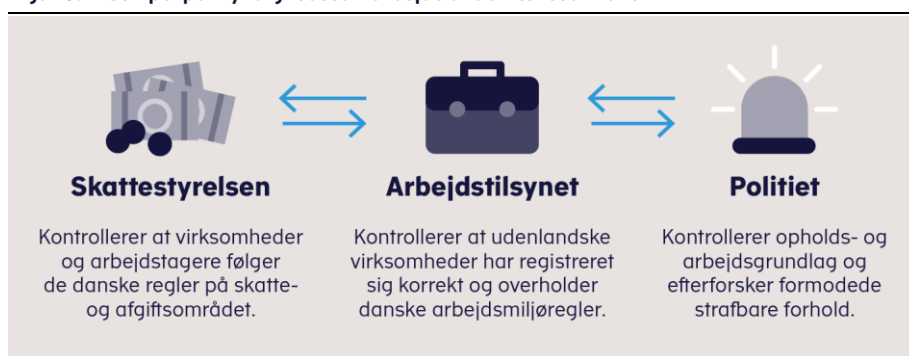 Skattestyrelsen
Kontrollerer at virksomheder
og arbejdstagere følger
de danske regler på skatte-
og afgiftsområdet.
Arbejdstilsynet
Kontrollerer at udenlandske
virksomheder har registreret
sig korrekt og overholder
danske arbejdsmiljøregler.
Politiet
Kontrollerer opholds- og
arbejdsgrundlag og
efterforsker formodede
strafbare forhold.